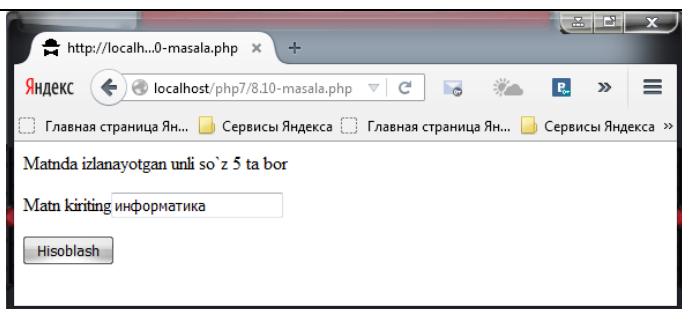 http://localh...0-masala.php × +
Яндекс localhost/php7/8.10-masala.php
Главная страница Ян... Сервисы Яндекса Главная страница Ян... Сервисы Яндекса »
Matnda izlanayotgan unli so`z 5 ta bor
Matn kiriting информатика
Hisoblash